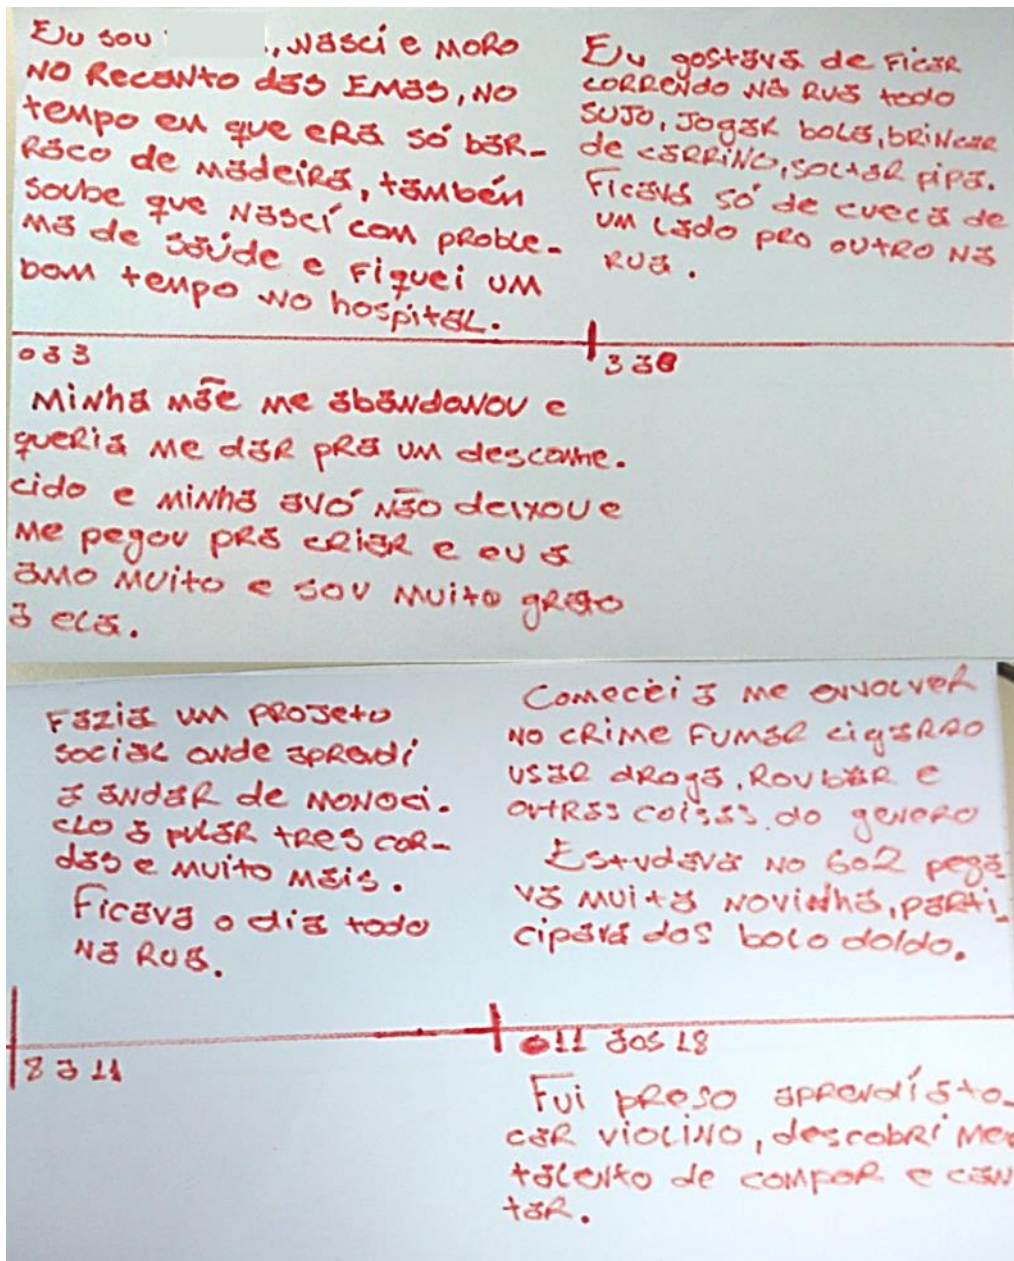 Eu sou , nasci e moro
no Recanto das Emas, no
tempo em que era só bar-
raco de madeira, também
soube que nasci com proble-
ma de saúde e fiquei um
bom tempo no hospital.
Eu gostava de ficar
correndo na rua todo
sujo, jogar bola, brincar
de carrino, soltar pipa.
Ficava só de cueca de
um lado pro outro na
rua.
0 a 3
3 a 8
Minha mãe me abandonou e
queria me dar pra um desconhe.
cido e minha avó não deixou e
me pegou pra criar e eu a
amo muito e sou muito grato
a ela.
Fazia um projeto
social onde aprendi
a andar de monoci.
clo a pular tres cor-
das e muito mais.
Ficava o dia todo
na rua.
Comecei a me envolver
no crime fumar cigarro
usar droga, roubar e
outras coisas do genero
Estudava no 602 pega-
va muita novinha, parti-
cipava dos bolo doido.
8 a 11
11 aos 18
Fui preso aprendi a to-
car violino, descobri meu
talento de compor e can
tar.